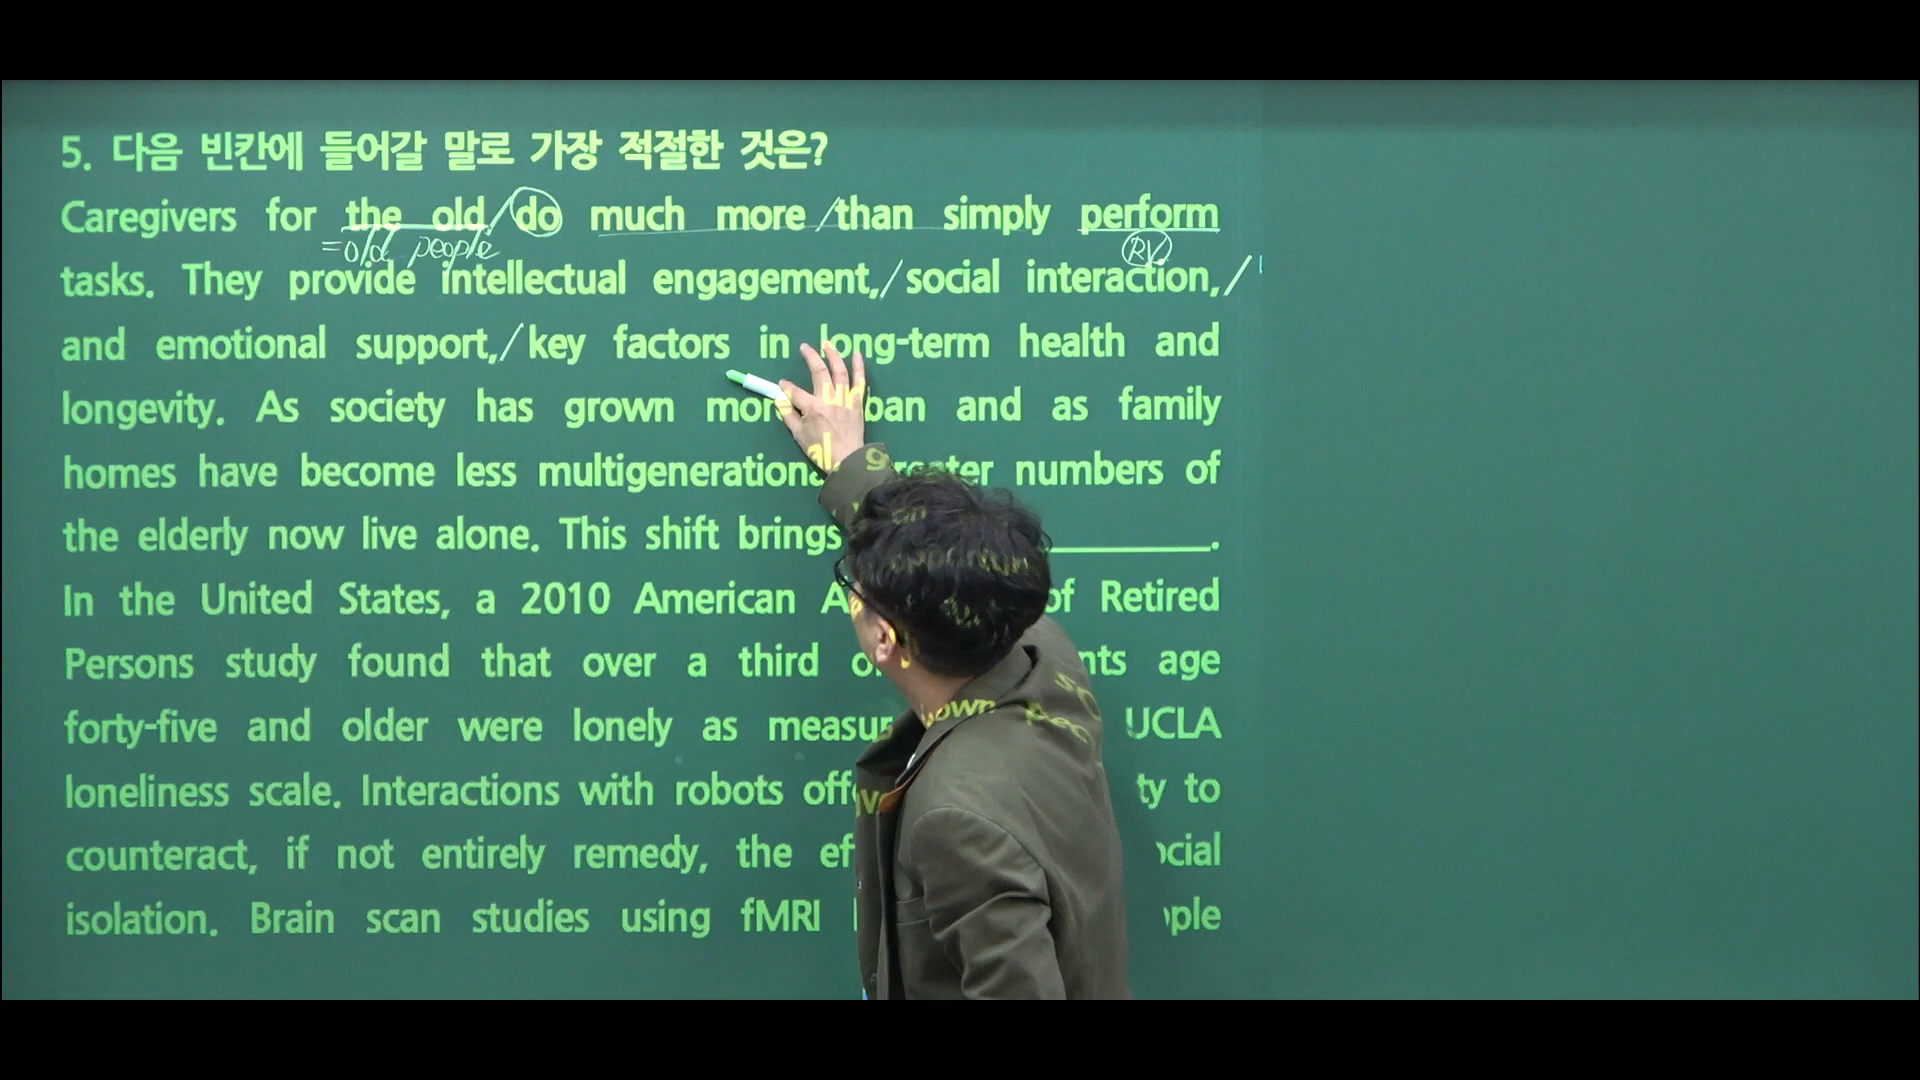 5. 다음 빈칸에 들어갈 말로 가장 적절한 것은?
Caregivers for the old / do much more / than simply perform
= old people RV
tasks. They provide intellectual engagement, / social interaction, /
and emotional support, / key factors in long-term health and
longevity. As society has grown more urban and as family
homes have become less multigenerational greater numbers of
the elderly now live alone. This shift brings
In the United States, a 2010 American of Retired
Persons study found that over a third age
forty-five and older were lonely as UCLA
loneliness scale. Interactions with robots to
counteract, if not entirely remedy, the
isolation. Brain scan studies using fMRI